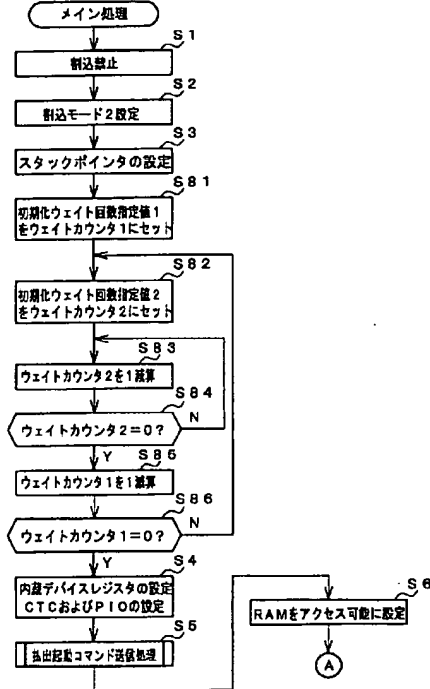 メイン処理
S1
割込禁止
S2
割込モード2設定
S3
スタックポインタの設定
S81
初期化ウェイト回数指定値1
をウェイトカウンタ1にセット
S82
初期化ウェイト回数指定値2
をウェイトカウンタ2にセット
S83
ウェイトカウンタ2を1減算
S84
ウェイトカウンタ2=0?
N
Y
S85
ウェイトカウンタ1を1減算
S86
ウェイトカウンタ1=0?
N
Y
S4
内蔵デバイスレジスタの設定
CTCおよびPIOの設定
S5
払出起動コマンド送信処理
S6
RAMをアクセス可能に設定
A